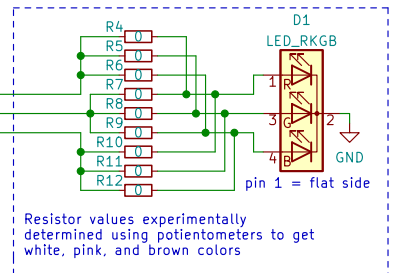 D1
LED_RKGB
R4 0
R5 0
R6 0
R7 0
R8 0
R9 0
R10 0
R11 0
R12 0
1 R
3 G 2
4 B
GND
pin 1 = flat side
Resistor values experimentally
determined using potientometers to get
white, pink, and brown colors